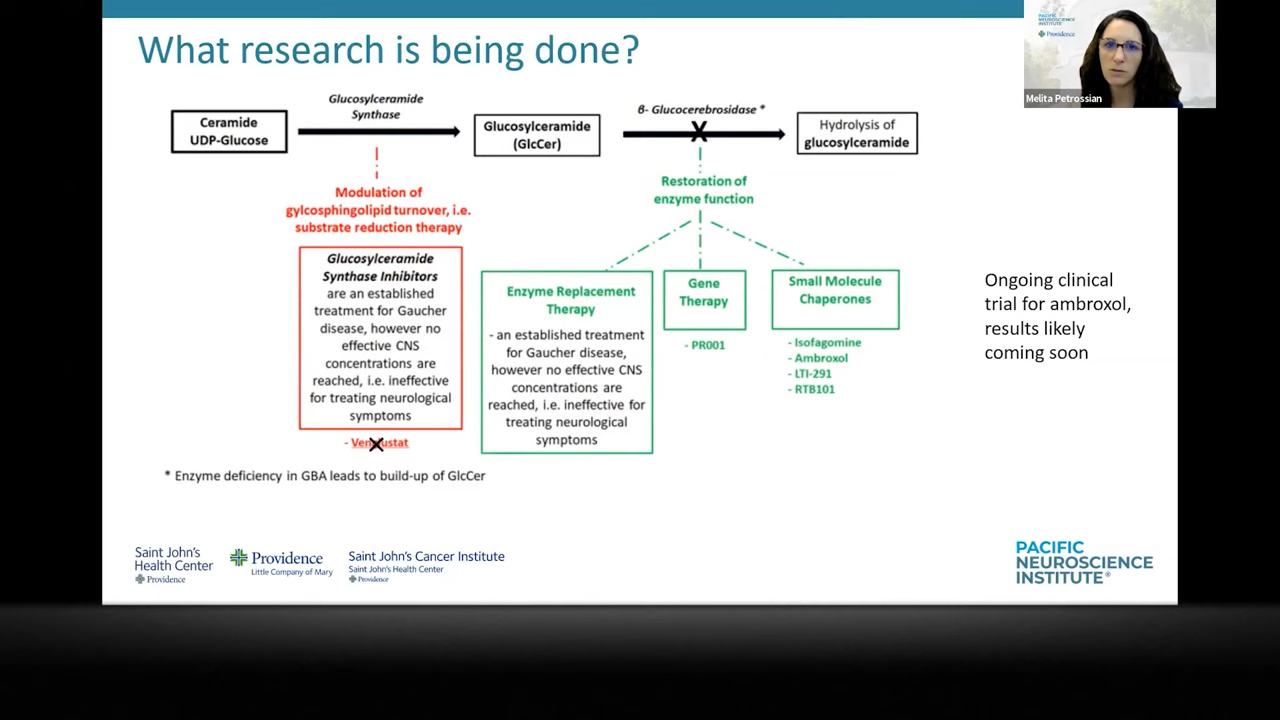 What research is being done?
PACIFIC
NEUROSCIENCE
INSTITUTE
Providence
Melita Petrossian
Ceramide
UDP-Glucose
Glucosylceramide
Synthase
Glucosylceramide
(GlcCer)
β- Glucocerebrosidase *
X
Hydrolysis of
glucosylceramide
Modulation of
gylcosphingolipid turnover, i.e.
substrate reduction therapy
Glucosylceramide
Synthase Inhibitors
are an established
treatment for Gaucher
disease, however no
effective CNS
concentrations are
reached, i.e. ineffective
for treating neurological
symptoms
Restoration of
enzyme function
Enzyme Replacement
Therapy
- an established treatment
for Gaucher disease,
however no effective CNS
concentrations are
reached, i.e. ineffective for
treating neurological
symptoms
Gene
Therapy
- PR001
Small Molecule
Chaperones
- Isofagomine
- Ambroxol
- LTI-291
- RTB101
Ongoing clinical
trial for ambroxol,
results likely
coming soon
* Enzyme deficiency in GBA leads to build-up of GlcCer
Saint John's
Health Center
Providence
Providence
Little Company of Mary
Saint John's Cancer Institute
Saint John's Health Center
Providence
PACIFIC
NEUROSCIENCE
INSTITUTE®